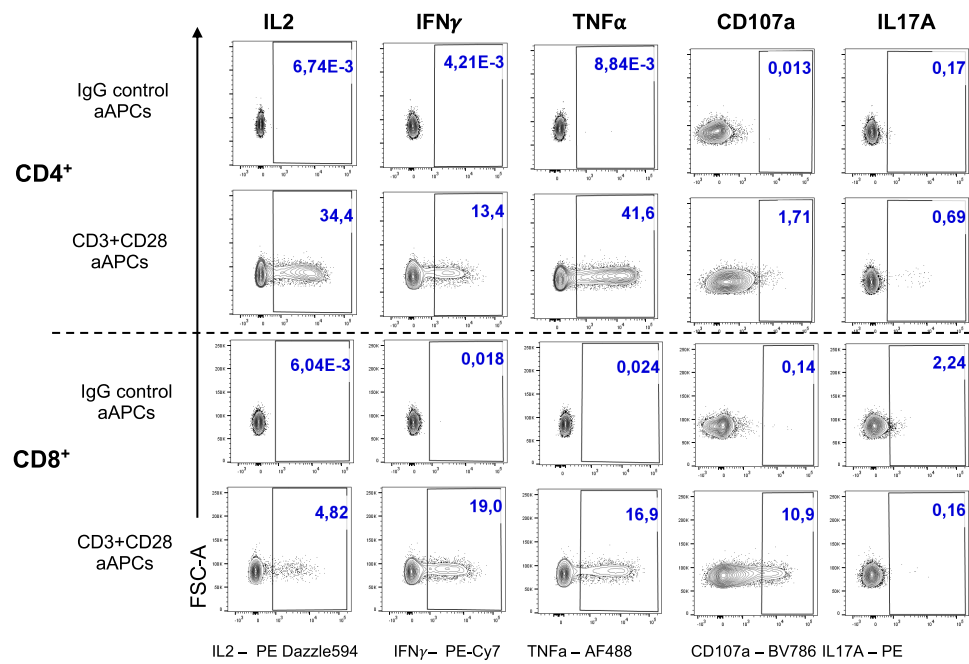 IL2 IFNγ TNFα CD107a IL17A
IgG control
aAPCs
6,74E-3 4,21E-3 8,84E-3 0,013 0,17
CD4+
CD3+CD28
aAPCs
34,4 13,4 41,6 1,71 0,69
IgG control
aAPCs
6,04E-3 0,018 0,024 0,14 2,24
CD8+
CD3+CD28
aAPCs
4,82 19,0 16,9 10,9 0,16
FSC-A
IL2 – PE Dazzle594 IFNγ– PE-Cy7 TNFa – AF488 CD107a – BV786 IL17A – PE